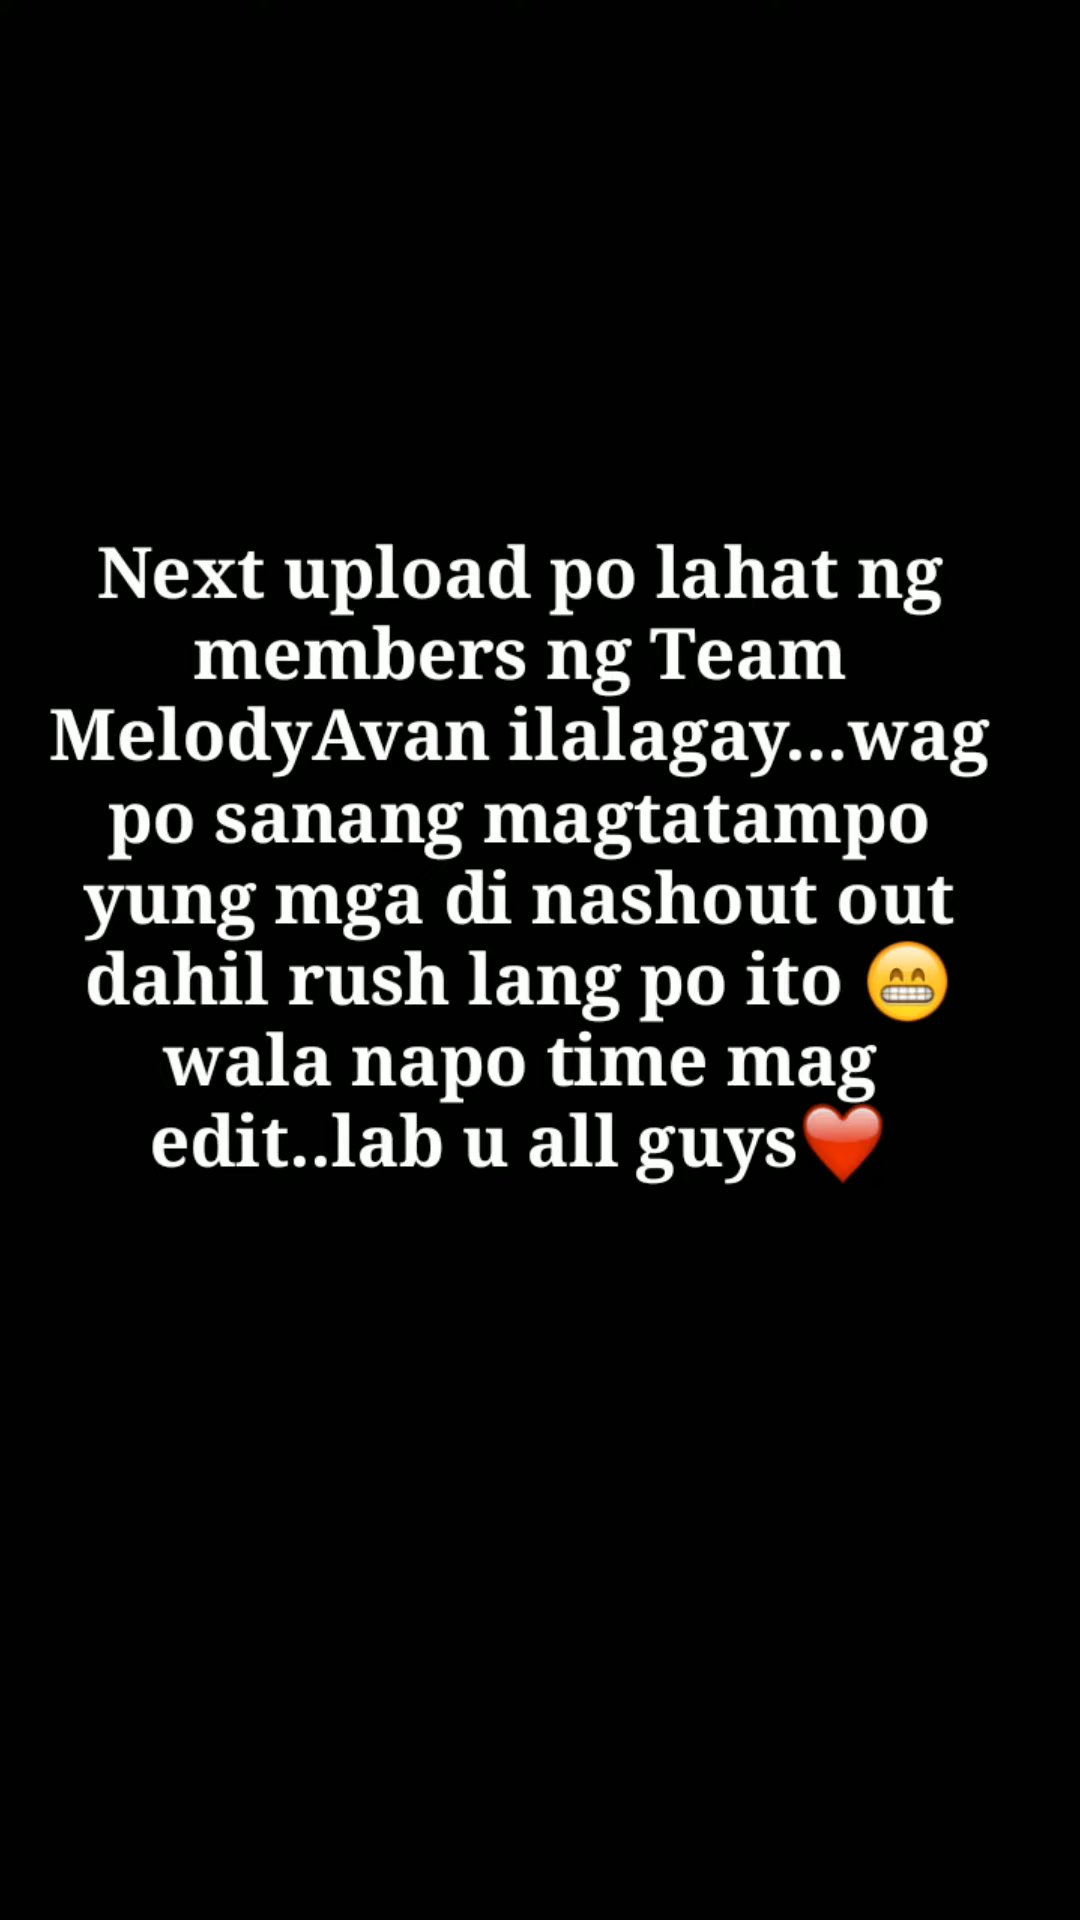 Next upload po lahat ng
members ng Team
MelodyAvan ilalagay...wag
po sanang magtatampo
yung mga di nashout out
dahil rush lang po ito 😁
wala napo time mag
edit..lab u all guys❤️